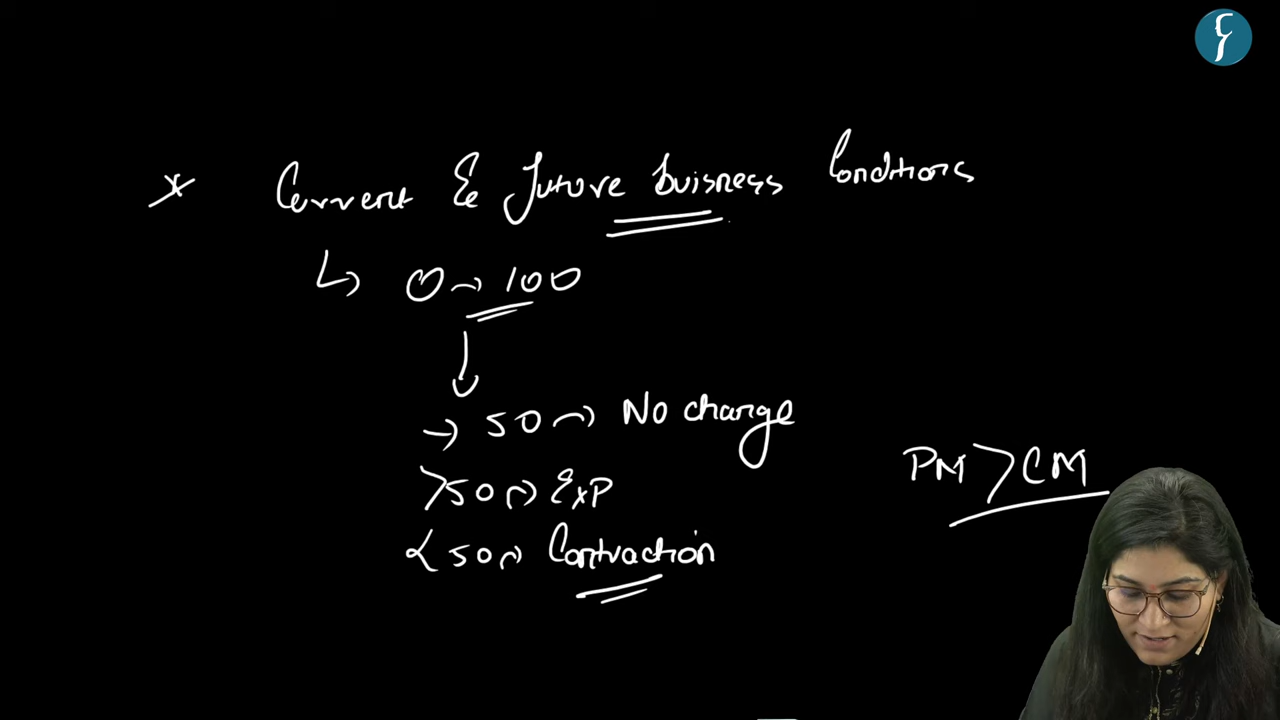 * Current & Future buisness Conditions
↳ 0 → 100
↓
→ 50 → No change
>50 → Exp
<50 → Contraction
PM > CM